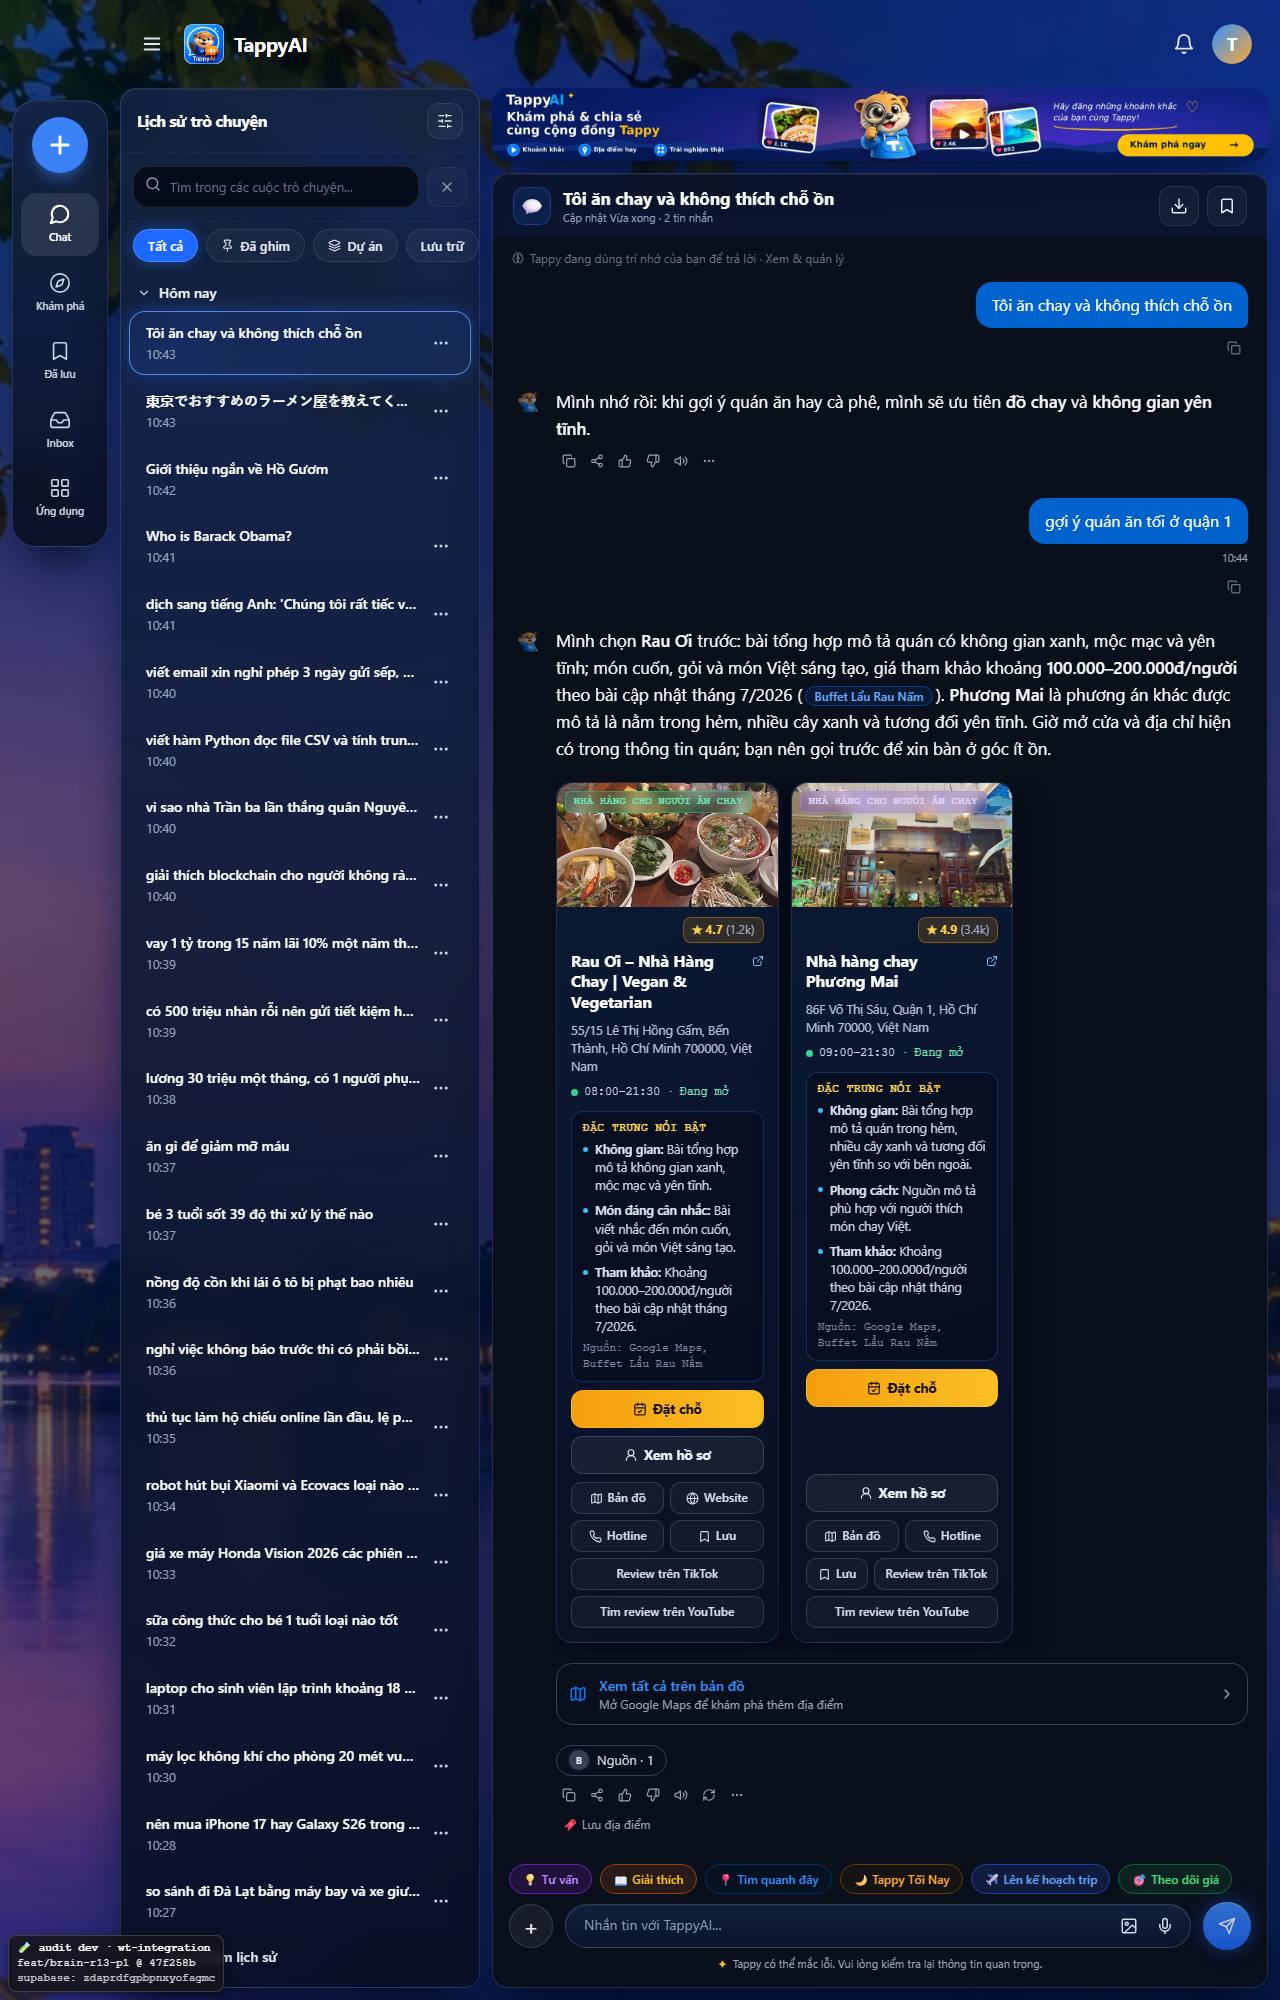 TappyAI
T
TappyAI
Khám phá & chia sẻ
cùng cộng đồng Tappy
Khoảnh khắc
Địa điểm hay
Trải nghiệm thật
1.1K
2.4K
892
Hãy đăng những khoảnh khắc
của bạn cùng Tappy!
Khám phá ngay →
Chat
Khám phá
Đã lưu
Inbox
Ứng dụng
Lịch sử trò chuyện
Tìm trong các cuộc trò chuyện...
Tất cả
Đã ghim
Dự án
Lưu trữ
Hôm nay
Tôi ăn chay và không thích chỗ ồn
10:43
東京でおすすめのラーメン屋を教えてく...
10:43
Giới thiệu ngắn về Hồ Gươm
10:42
Who is Barack Obama?
10:41
dịch sang tiếng Anh: 'Chúng tôi rất tiếc v...
10:41
viết email xin nghỉ phép 3 ngày gửi sếp, ...
10:40
viết hàm Python đọc file CSV và tính trun...
10:40
vì sao nhà Trần ba lần thắng quân Nguyê...
10:40
giải thích blockchain cho người không rà...
10:40
vay 1 tỷ trong 15 năm lãi 10% một năm th...
10:39
có 500 triệu nhàn rỗi nên gửi tiết kiệm h...
10:39
lương 30 triệu một tháng, có 1 người phụ...
10:38
ăn gì để giảm mỡ máu
10:37
bé 3 tuổi sốt 39 độ thì xử lý thế nào
10:37
nồng độ cồn khi lái ô tô bị phạt bao nhiêu
10:36
nghỉ việc không báo trước thì có phải bồi...
10:36
thủ tục làm hộ chiếu online lần đầu, lệ p...
10:35
robot hút bụi Xiaomi và Ecovacs loại nào ...
10:34
giá xe máy Honda Vision 2026 các phiên ...
10:33
sữa công thức cho bé 1 tuổi loại nào tốt
10:32
laptop cho sinh viên lập trình khoảng 18 ...
10:31
máy lọc không khí cho phòng 20 mét vu...
10:30
nên mua iPhone 17 hay Galaxy S26 trong ...
10:28
so sánh đi Đà Lạt bằng máy bay và xe giư...
10:27
m lịch sử
audit dev · wt-integration
feat/brain-r13-p1 @ 47f258b
supabase: zdaprdfgpbpnxyofagmc
Tôi ăn chay và không thích chỗ ồn
Cập nhật Vừa xong · 2 tin nhắn
Tappy đang dùng trí nhớ của bạn để trả lời · Xem & quản lý
Tôi ăn chay và không thích chỗ ồn
Mình nhớ rồi: khi gợi ý quán ăn hay cà phê, mình sẽ ưu tiên đồ chay và không gian yên
tĩnh.
gợi ý quán ăn tối ở quận 1
10:44
Mình chọn Rau Ơi trước: bài tổng hợp mô tả quán có không gian xanh, mộc mạc và yên
tĩnh; món cuốn, gỏi và món Việt sáng tạo, giá tham khảo khoảng 100.000–200.000đ/người
theo bài cập nhật tháng 7/2026 ( Buffet Lẩu Rau Nấm ). Phương Mai là phương án khác được
mô tả là nằm trong hẻm, nhiều cây xanh và tương đối yên tĩnh. Giờ mở cửa và địa chỉ hiện
có trong thông tin quán; bạn nên gọi trước để xin bàn ở góc ít ồn.
NHÀ HÀNG CHO NGƯỜI ĂN CHAY
★ 4.7 (1.2k)
Rau Ơi – Nhà Hàng
Chay | Vegan &
Vegetarian
55/15 Lê Thị Hồng Gấm, Bến
Thành, Hồ Chí Minh 700000, Việt
Nam
08:00–21:30 · Đang mở
ĐẶC TRƯNG NỔI BẬT
Không gian: Bài tổng hợp
mô tả không gian xanh,
mộc mạc và yên tĩnh.
Món đáng cân nhắc: Bài
viết nhắc đến món cuốn,
gỏi và món Việt sáng tạo.
Tham khảo: Khoảng
100.000–200.000đ/người
theo bài cập nhật tháng
7/2026.
Nguồn: Google Maps,
Buffet Lẩu Rau Nấm
Đặt chỗ
Xem hồ sơ
Bản đồ
Website
Hotline
Lưu
Review trên TikTok
Tìm review trên YouTube
NHÀ HÀNG CHO NGƯỜI ĂN CHAY
★ 4.9 (3.4k)
Nhà hàng chay
Phương Mai
86F Võ Thị Sáu, Quận 1, Hồ Chí
Minh 70000, Việt Nam
09:00–21:30 · Đang mở
ĐẶC TRƯNG NỔI BẬT
Không gian: Bài tổng hợp
mô tả quán trong hẻm,
nhiều cây xanh và tương đối
yên tĩnh so với bên ngoài.
Phong cách: Nguồn mô tả
phù hợp với người thích
món chay Việt.
Tham khảo: Khoảng
100.000–200.000đ/người
theo bài cập nhật tháng
7/2026.
Nguồn: Google Maps,
Buffet Lẩu Rau Nấm
Đặt chỗ
Xem hồ sơ
Bản đồ
Hotline
Lưu
Review trên TikTok
Tìm review trên YouTube
Xem tất cả trên bản đồ
Mở Google Maps để khám phá thêm địa điểm
B
Nguồn · 1
Lưu địa điểm
Tư vấn
Giải thích
Tìm quanh đây
Tappy Tối Nay
Lên kế hoạch trip
Theo dõi giá
Nhắn tin với TappyAI...
Tappy có thể mắc lỗi. Vui lòng kiểm tra lại thông tin quan trọng.